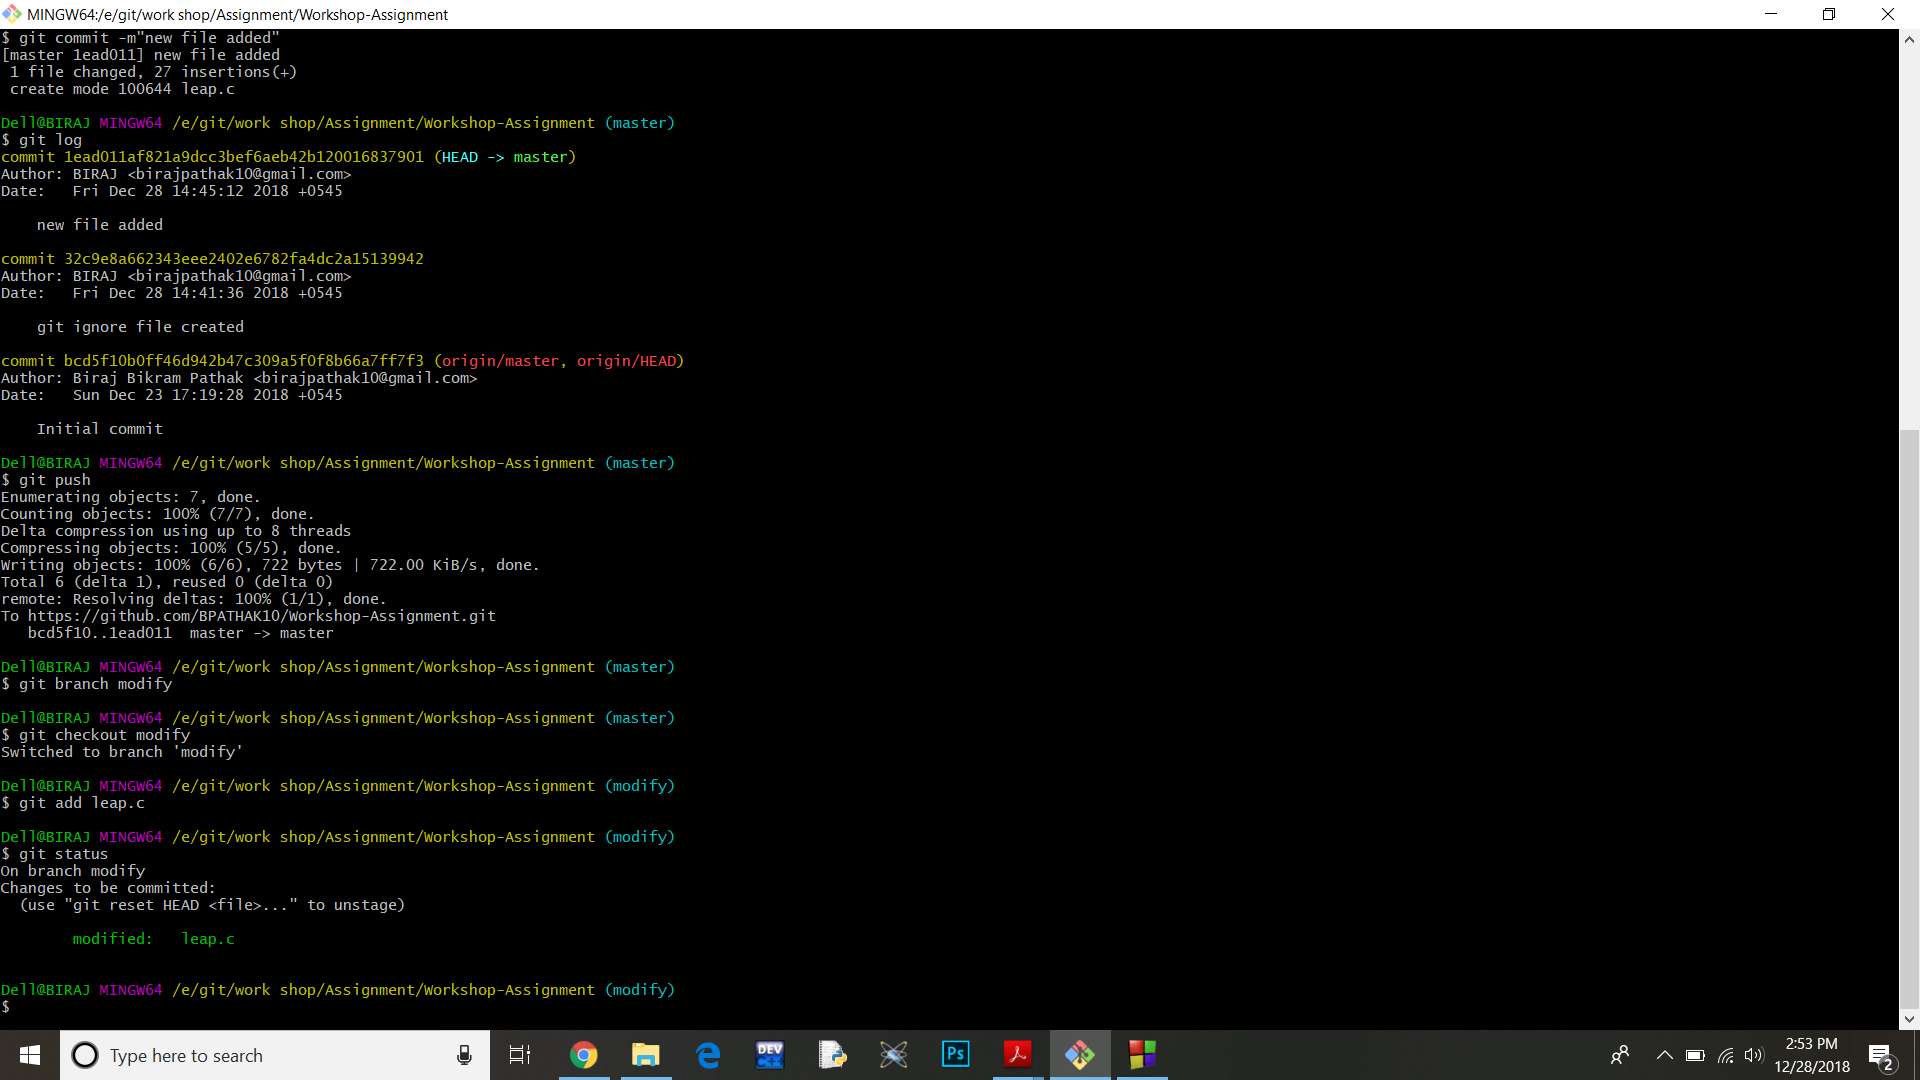 MINGW64:/e/git/work shop/Assignment/Workshop-Assignment
$ git commit -m"new file added"
[master 1ead011] new file added
 1 file changed, 27 insertions(+)
 create mode 100644 leap.c

Dell@BIRAJ MINGW64 /e/git/work shop/Assignment/Workshop-Assignment (master)
$ git log
commit 1ead011af821a9dcc3bef6aeb42b120016837901 (HEAD -> master)
Author: BIRAJ <birajpathak10@gmail.com>
Date:   Fri Dec 28 14:45:12 2018 +0545

    new file added

commit 32c9e8a662343eee2402e6782fa4dc2a15139942
Author: BIRAJ <birajpathak10@gmail.com>
Date:   Fri Dec 28 14:41:36 2018 +0545

    git ignore file created

commit bcd5f10b0ff46d942b47c309a5f0f8b66a7ff7f3 (origin/master, origin/HEAD)
Author: Biraj Bikram Pathak <birajpathak10@gmail.com>
Date:   Sun Dec 23 17:19:28 2018 +0545

    Initial commit

Dell@BIRAJ MINGW64 /e/git/work shop/Assignment/Workshop-Assignment (master)
$ git push
Enumerating objects: 7, done.
Counting objects: 100% (7/7), done.
Delta compression using up to 8 threads
Compressing objects: 100% (5/5), done.
Writing objects: 100% (6/6), 722 bytes | 722.00 KiB/s, done.
Total 6 (delta 1), reused 0 (delta 0)
remote: Resolving deltas: 100% (1/1), done.
To https://github.com/BPATHAK10/Workshop-Assignment.git
   bcd5f10..1ead011  master -> master

Dell@BIRAJ MINGW64 /e/git/work shop/Assignment/Workshop-Assignment (master)
$ git branch modify

Dell@BIRAJ MINGW64 /e/git/work shop/Assignment/Workshop-Assignment (master)
$ git checkout modify
Switched to branch 'modify'

Dell@BIRAJ MINGW64 /e/git/work shop/Assignment/Workshop-Assignment (modify)
$ git add leap.c

Dell@BIRAJ MINGW64 /e/git/work shop/Assignment/Workshop-Assignment (modify)
$ git status
On branch modify
Changes to be committed:
  (use "git reset HEAD <file>..." to unstage)

        modified:   leap.c

Dell@BIRAJ MINGW64 /e/git/work shop/Assignment/Workshop-Assignment (modify)
$
Type here to search
DEV
C++
Ps
2:53 PM
12/28/2018
2